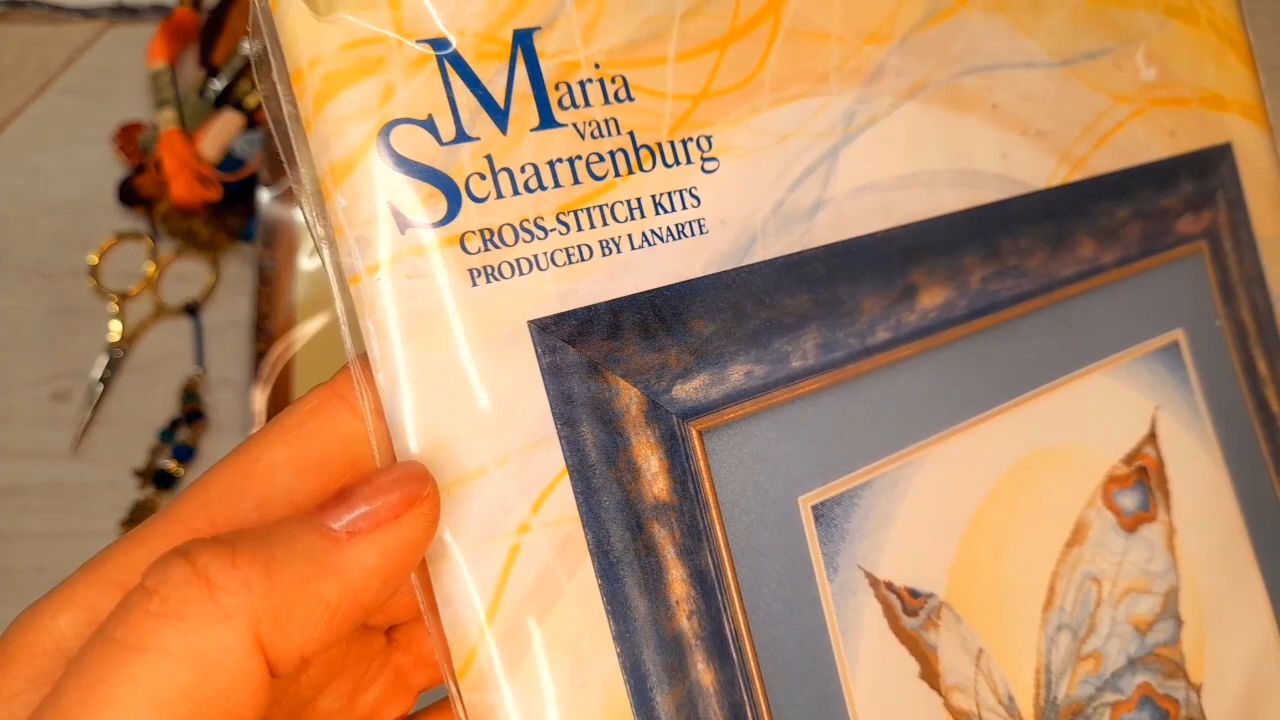 Maria
van
Scharrenburg
CROSS-STITCH KITS
PRODUCED BY LANARTE